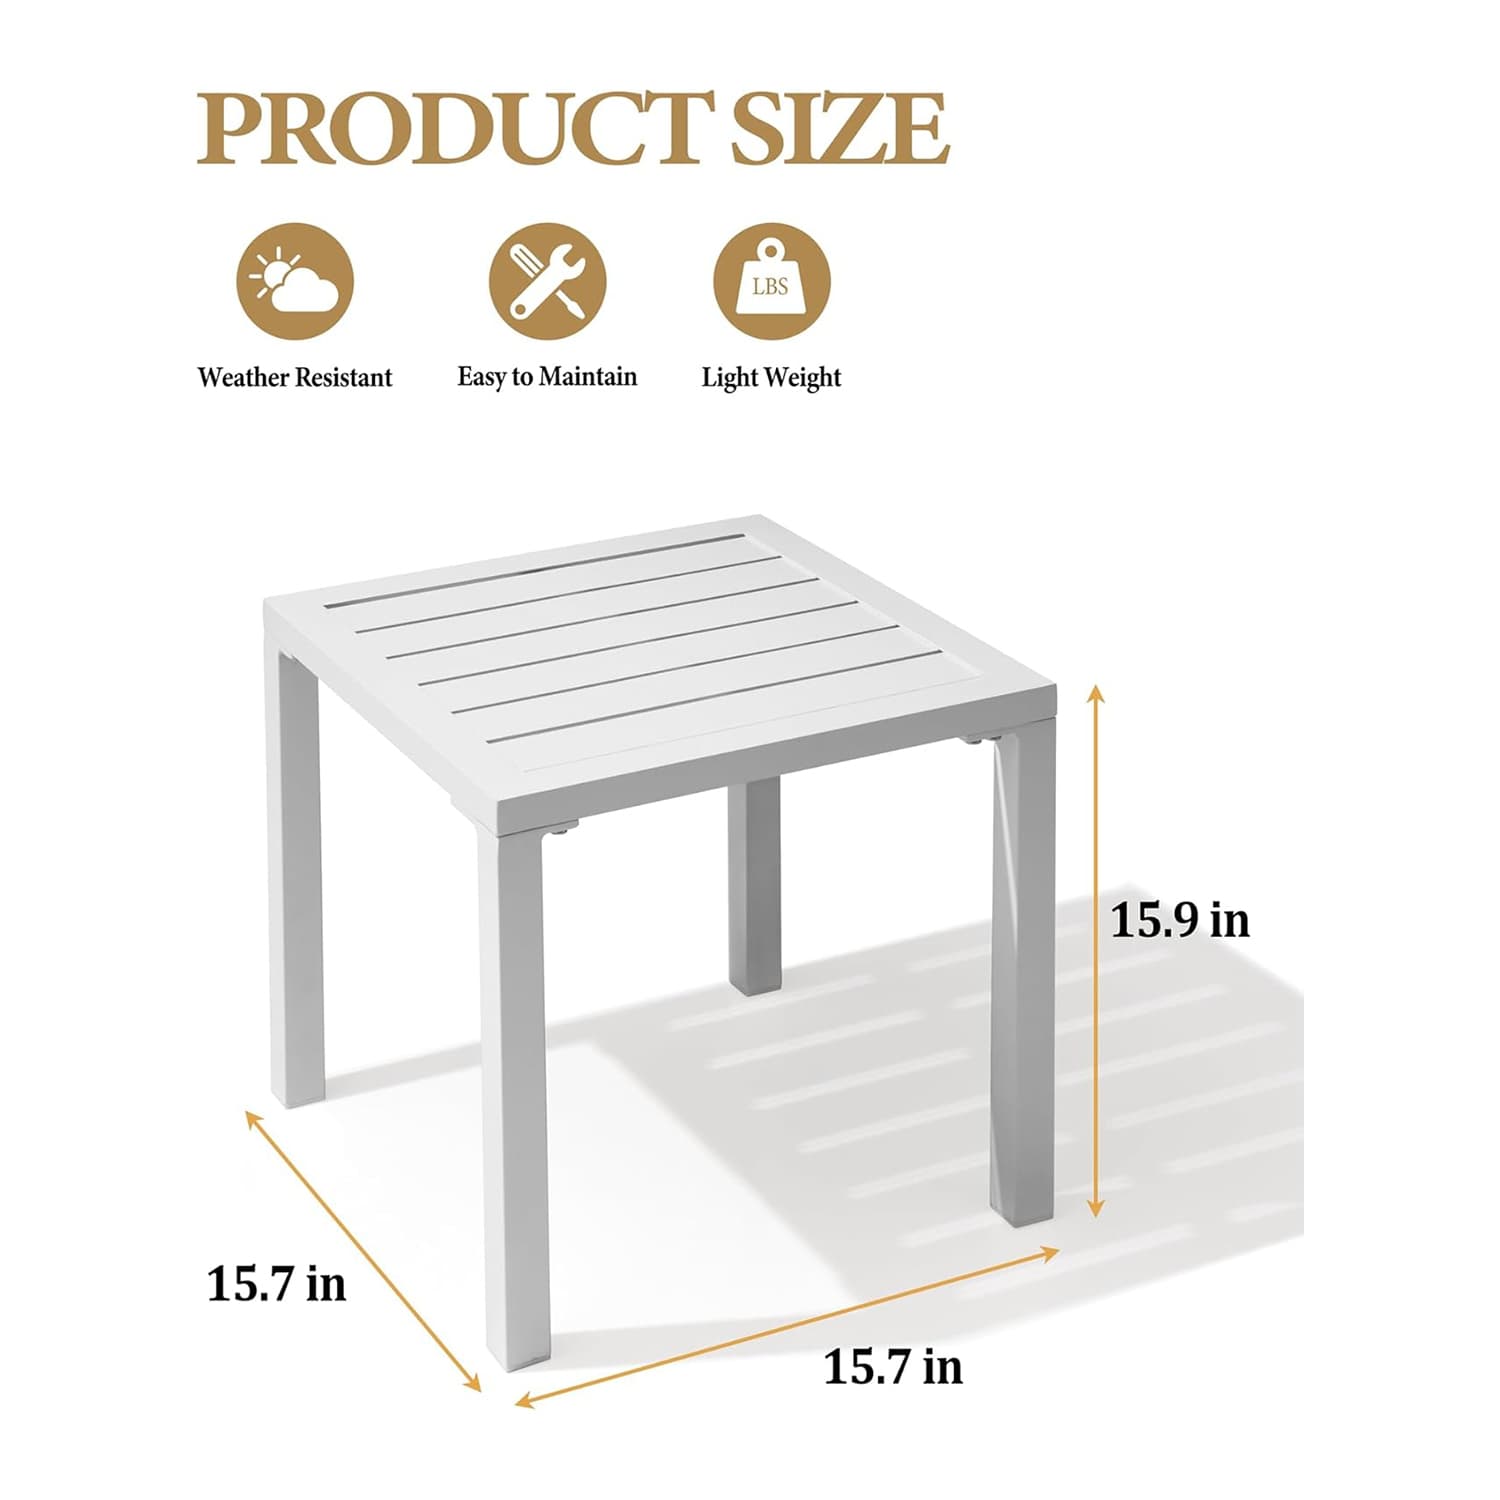 PRODUCT SIZE
LBS
Weather Resistant
Easy to Maintain
Light Weight
15.9 in
15.7 in
15.7 in